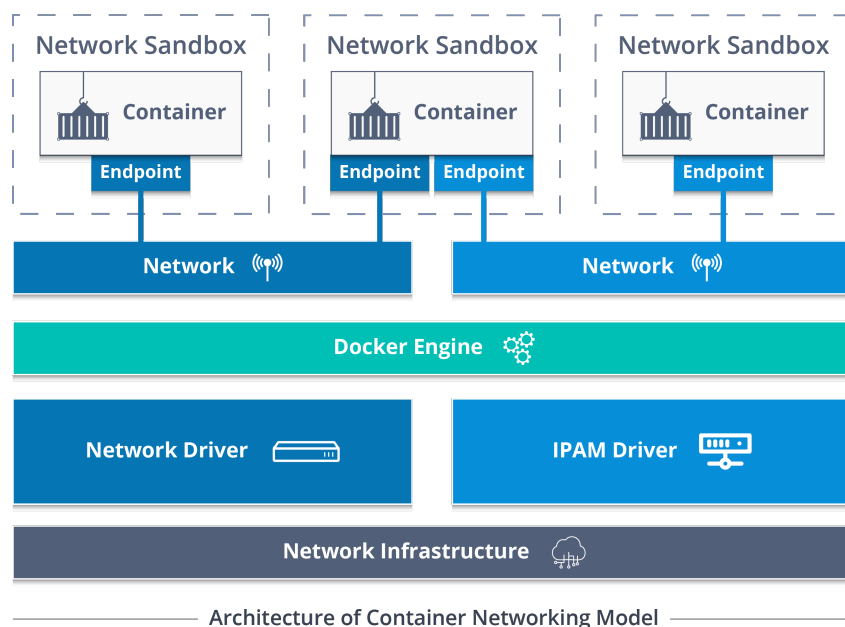 Network Sandbox
Network Sandbox
Network Sandbox
Container
Container
Container
Endpoint
Endpoint
Endpoint
Endpoint
Network
Network
Docker Engine
Network Driver
IPAM Driver
Network Infrastructure
Architecture of Container Networking Model